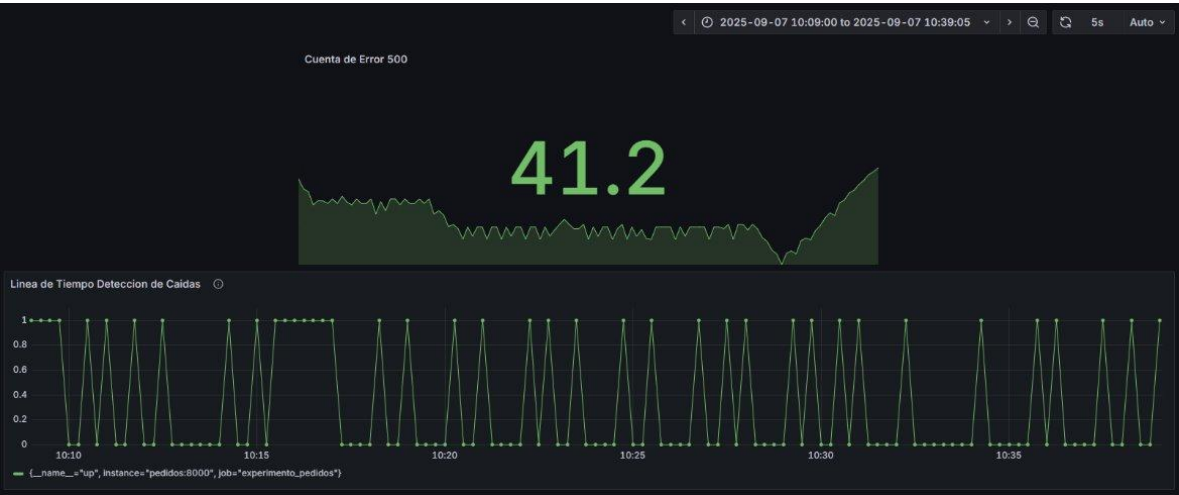 2025-09-07 10:09:00 to 2025-09-07 10:39:05 5s Auto
Cuenta de Error 500
41.2
Linea de Tiempo Deteccion de Caidas
1
0.8
0.6
0.4
0.2
0
10:10 10:15 10:20 10:25 10:30 10:35
{__name__="up", instance="pedidos:8000", job="experimento_pedidos"}